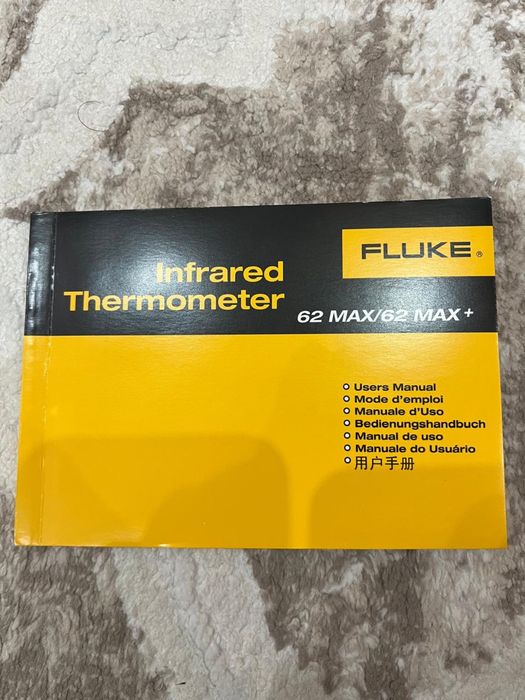 FLUKE®
Infrared
Thermometer
62 MAX/62 MAX+
Users Manual
Mode d'emploi
Manuale d'Uso
Bedienungshandbuch
Manual de uso
Manuale do Usuário
用户手册